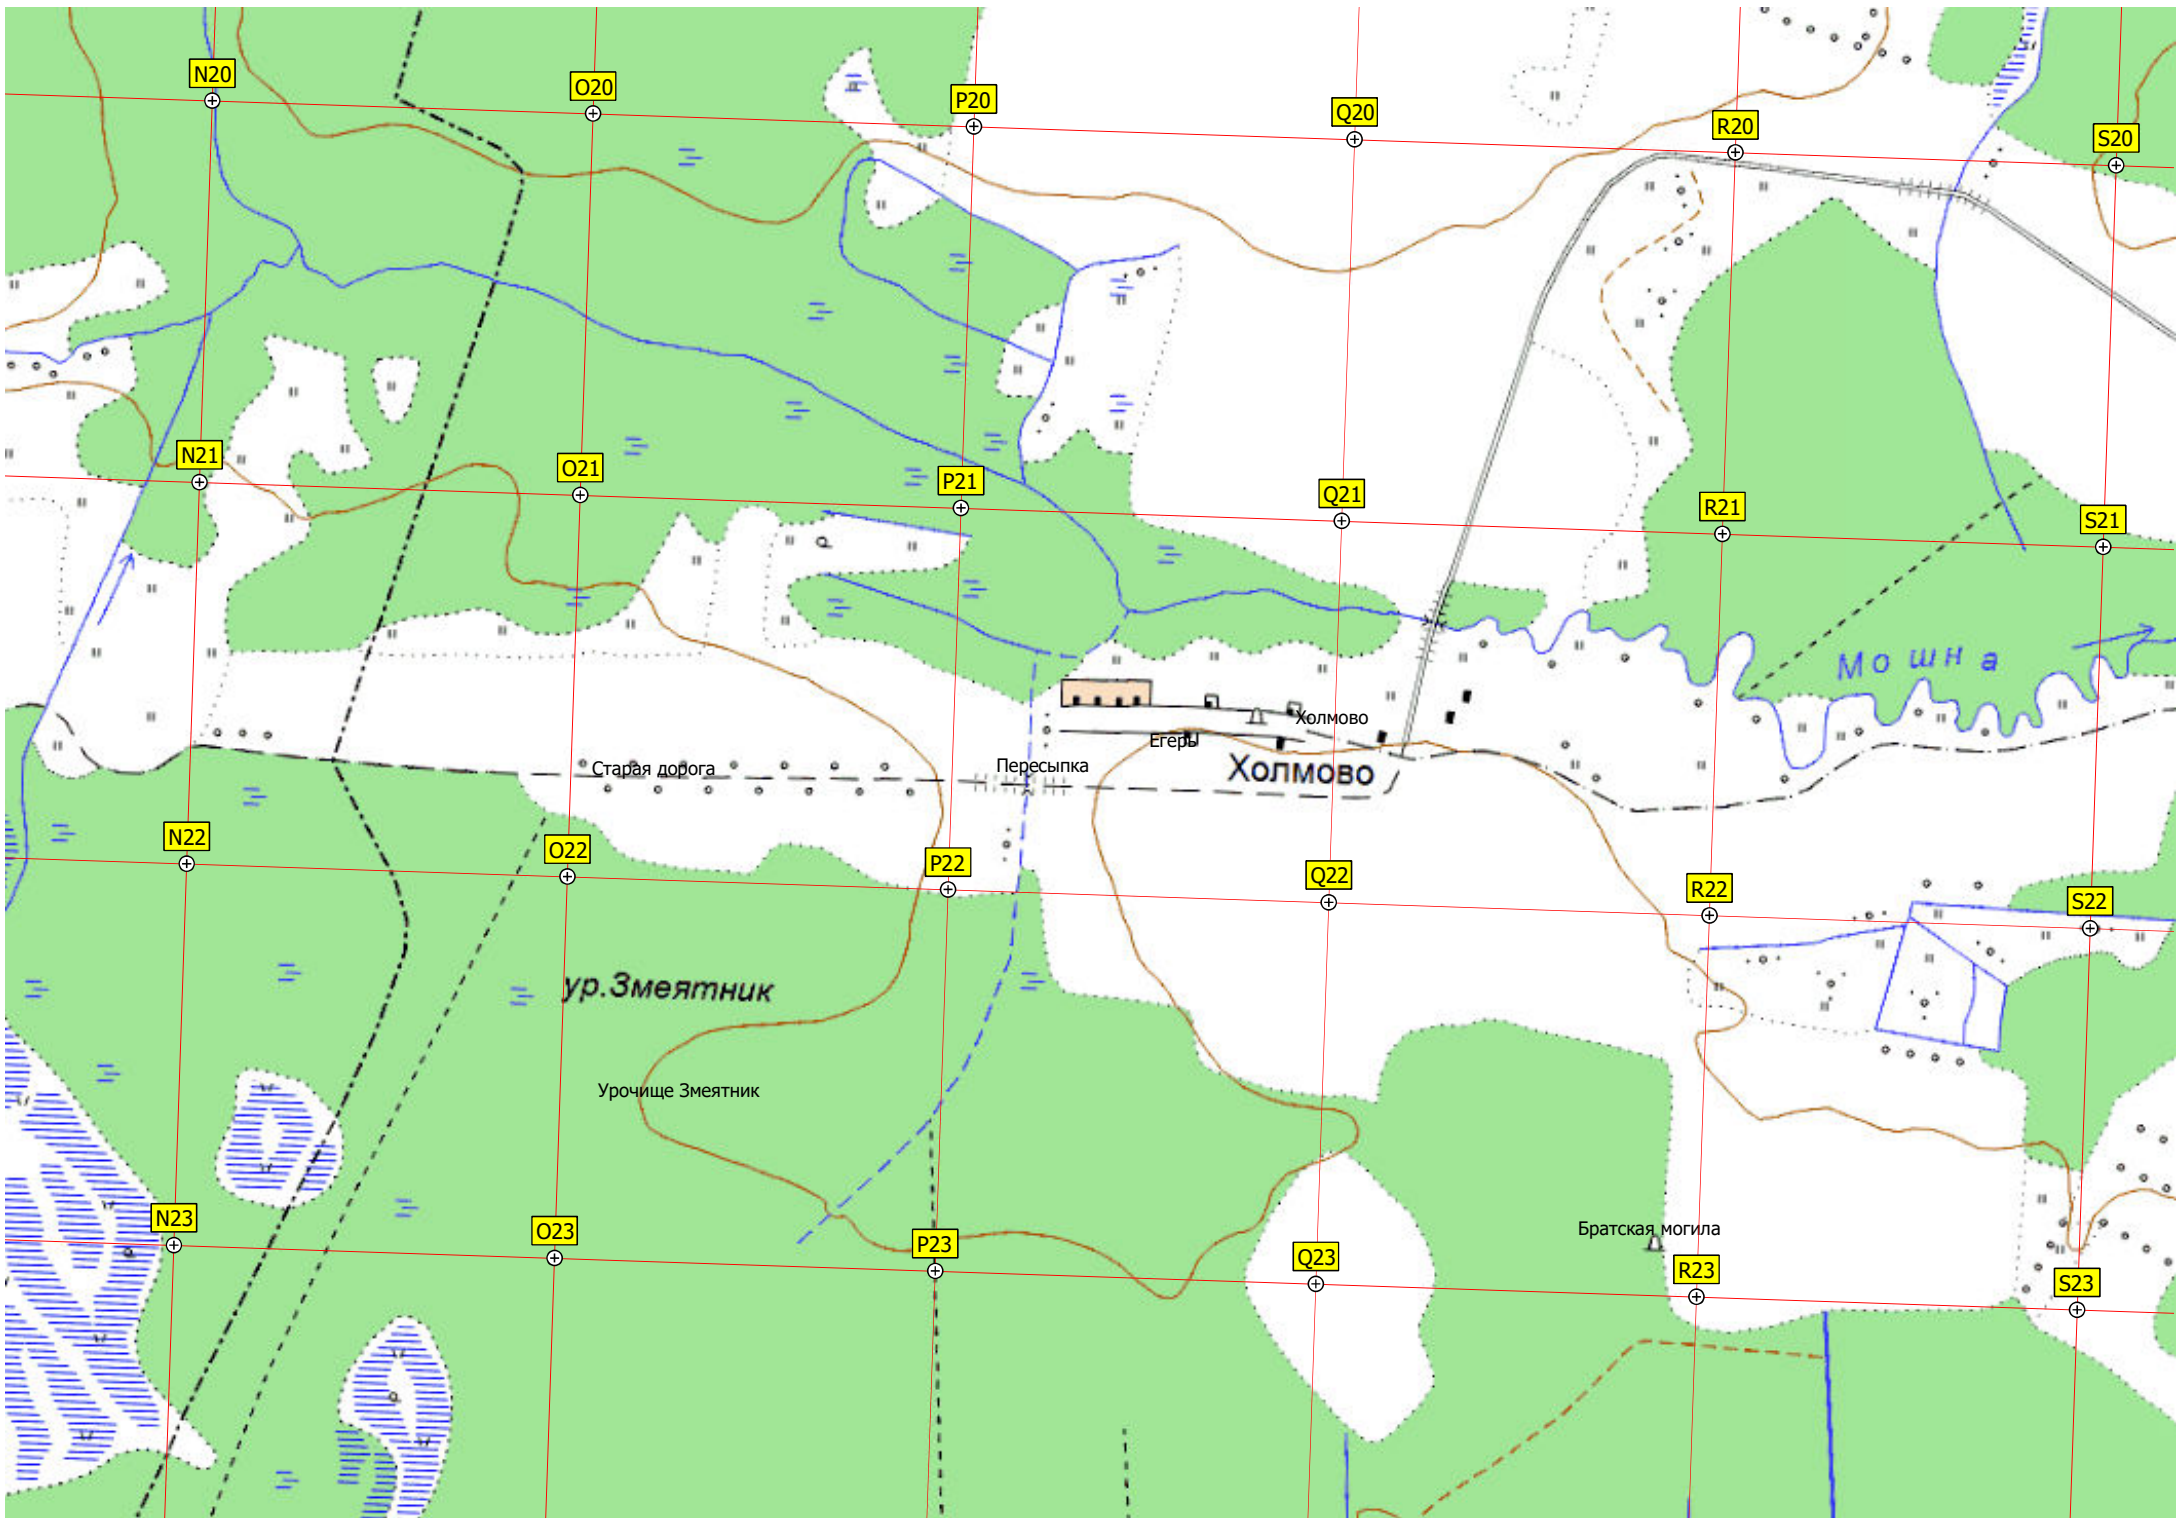 N20
O20
P20
Q20
R20
S20
N21
O21
P21
Q21
R21
S21
Мошна
Холмово
Егеры
Старая дорога
Пересыпка
Холмово
N22
O22
P22
Q22
R22
S22
ур.Змеятник
Урочище Змеятник
Братская могила
N23
O23
P23
Q23
R23
S23